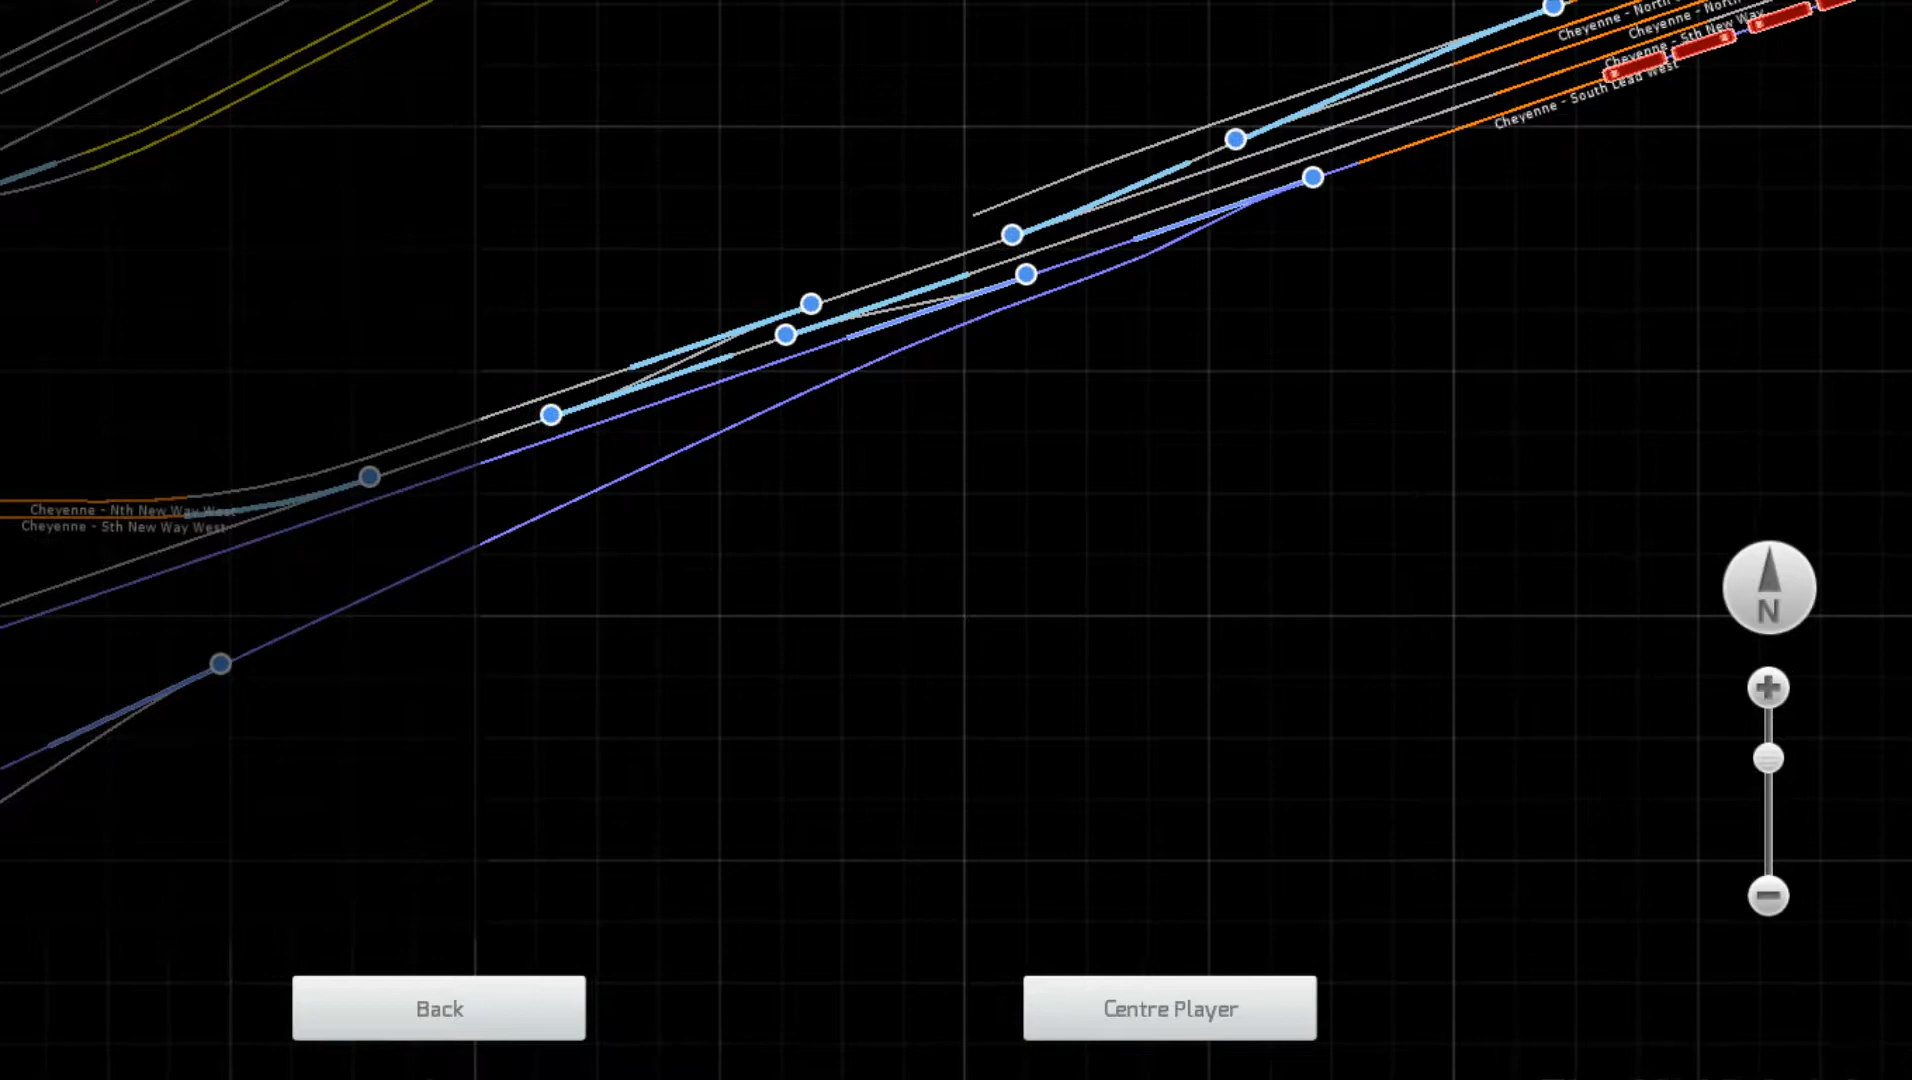 Cheyenne - North
Cheyenne - North
Cheyenne - Sth New Way
Cheyenne - South Lead West
Cheyenne - Nth New Way West
Cheyenne - Sth New Way West
N
Back
Centre Player